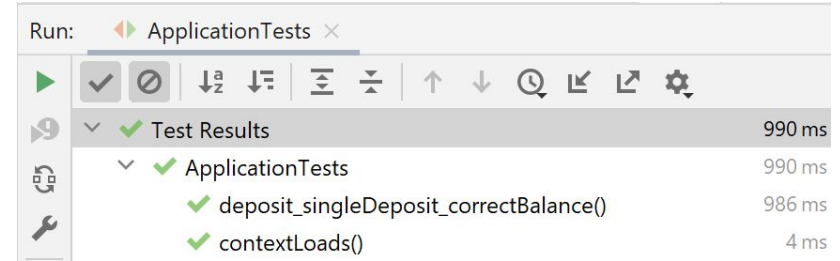 Run: ApplicationTests
Test Results 990 ms
ApplicationTests 990 ms
deposit_singleDeposit_correctBalance() 986 ms
contextLoads() 4 ms